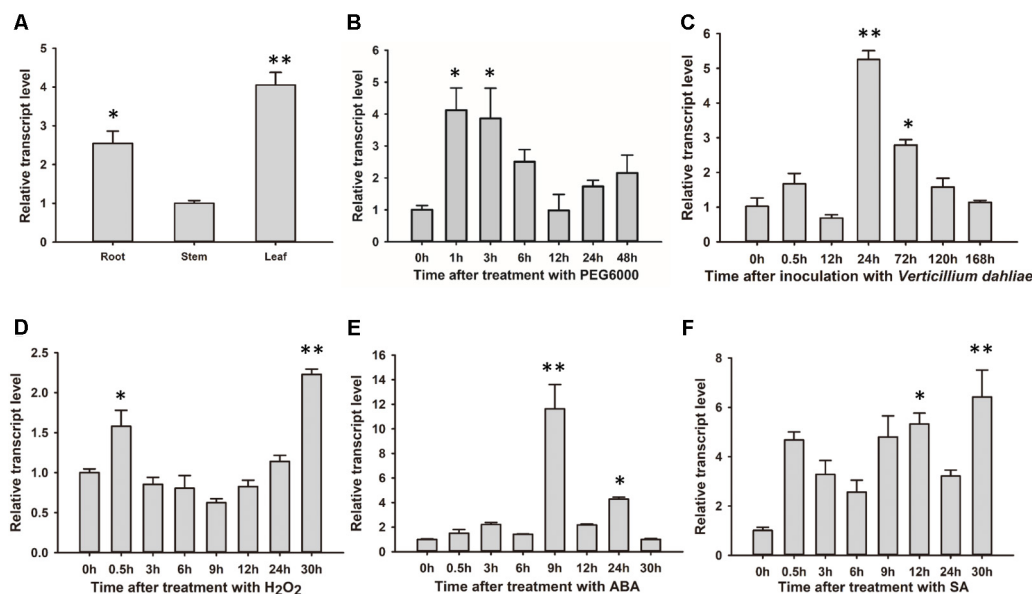 A
Relative transcript level
5
4
3
2
1
0
*
**
Root Stem Leaf
B
Relative transcript level
6
5
4
3
2
1
0
* *
0h 1h 3h 6h 12h 24h 48h
Time after treatment with PEG6000
C
Relative transcript level
6
5
4
3
2
1
0
**
*
0h 0.5h 12h 24h 72h 120h 168h
Time after inoculation with Verticillium dahliae
D
Relative transcript level
2.5
2.0
1.5
1.0
0.5
0.0
*
**
0h 0.5h 3h 6h 9h 12h 24h 30h
Time after treatment with H₂O₂
E
Relative transcript level
16
14
12
10
8
6
4
2
0
**
*
0h 0.5h 3h 6h 9h 12h 24h 30h
Time after treatment with ABA
F
Relative transcript level
8
6
4
2
0
*
**
0h 0.5h 3h 6h 9h 12h 24h 30h
Time after treatment with SA